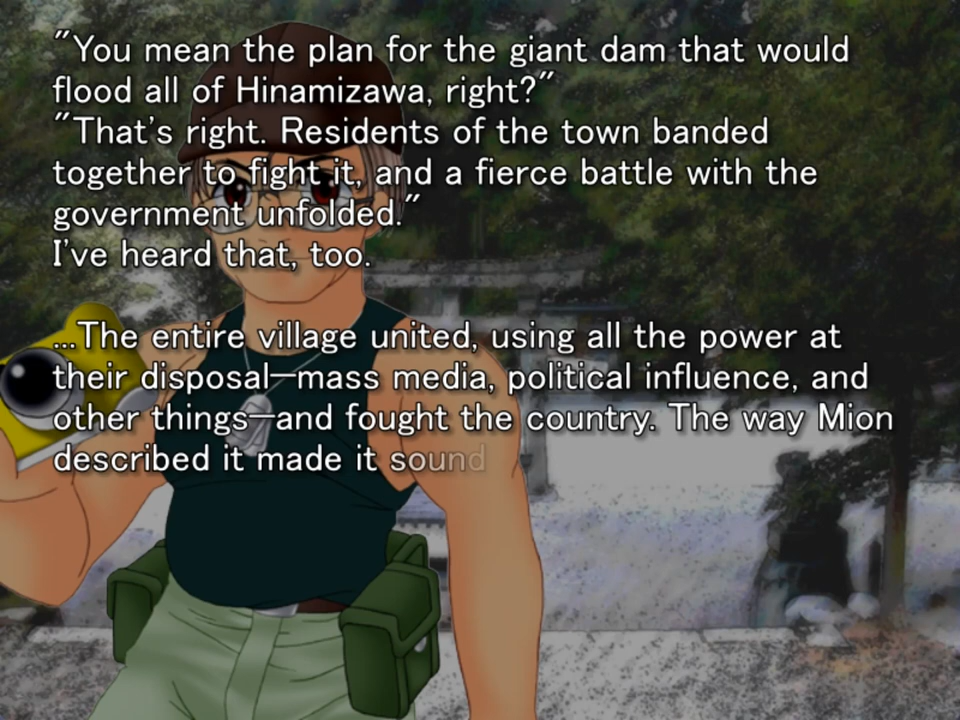 "You mean the plan for the giant dam that would
flood all of Hinamizawa, right?"
"That's right. Residents of the town banded
together to fight it, and a fierce battle with the
government unfolded."
I've heard that, too.
...The entire village united, using all the power at
their disposal—mass media, political influence, and
other things—and fought the country. The way Mion
described it made it sound